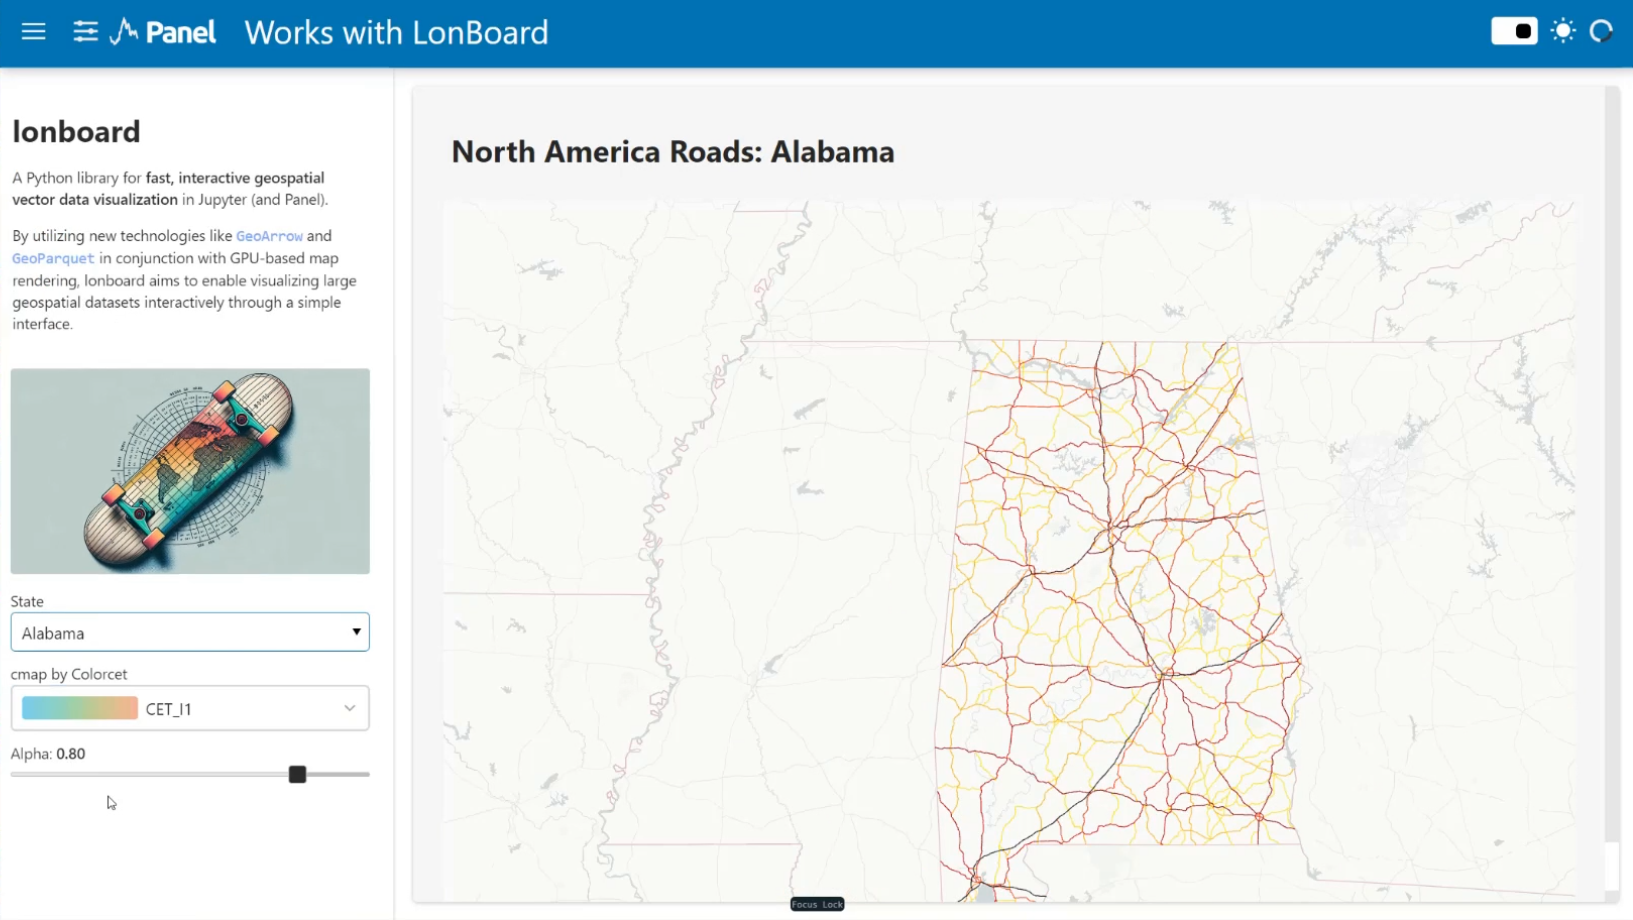 Panel Works with LonBoard
lonboard
A Python library for fast, interactive geospatial
vector data visualization in Jupyter (and Panel).
By utilizing new technologies like GeoArrow and
GeoParquet in conjunction with GPU-based map
rendering, lonboard aims to enable visualizing large
geospatial datasets interactively through a simple
interface.
State
Alabama
cmap by Colorcet
CET_I1
Alpha: 0.80
North America Roads: Alabama
Focus Lock